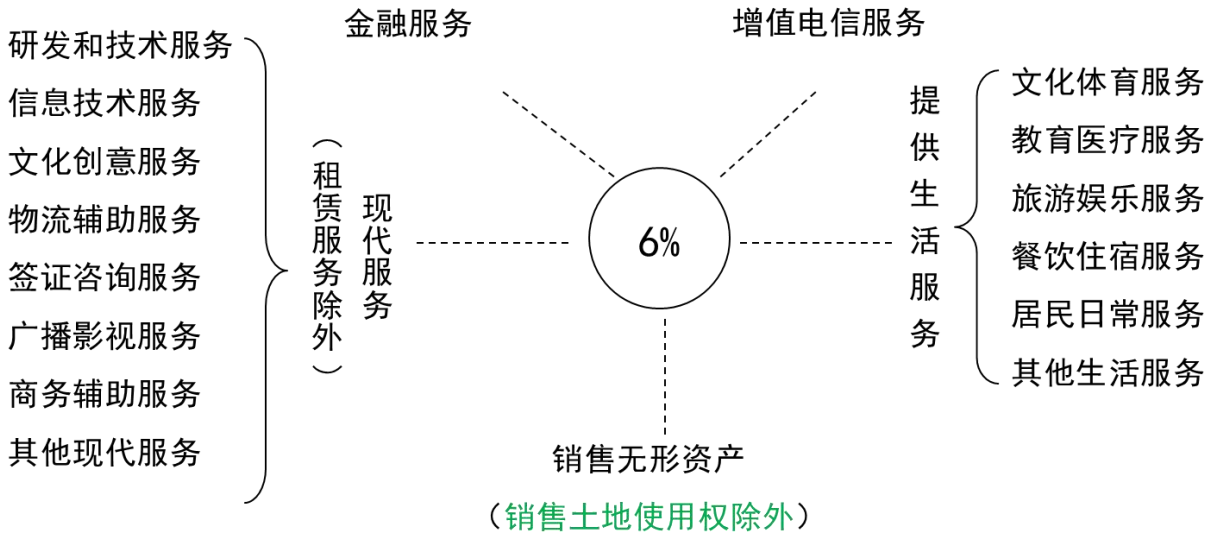 金融服务
增值电信服务
研发和技术服务
信息技术服务
文化创意服务
物流辅助服务
签证咨询服务
广播影视服务
商务辅助服务
其他现代服务
现代服务
（租赁服务除外）
6%
提供生活服务
文化体育服务
教育医疗服务
旅游娱乐服务
餐饮住宿服务
居民日常服务
其他生活服务
销售无形资产
（销售土地使用权除外）